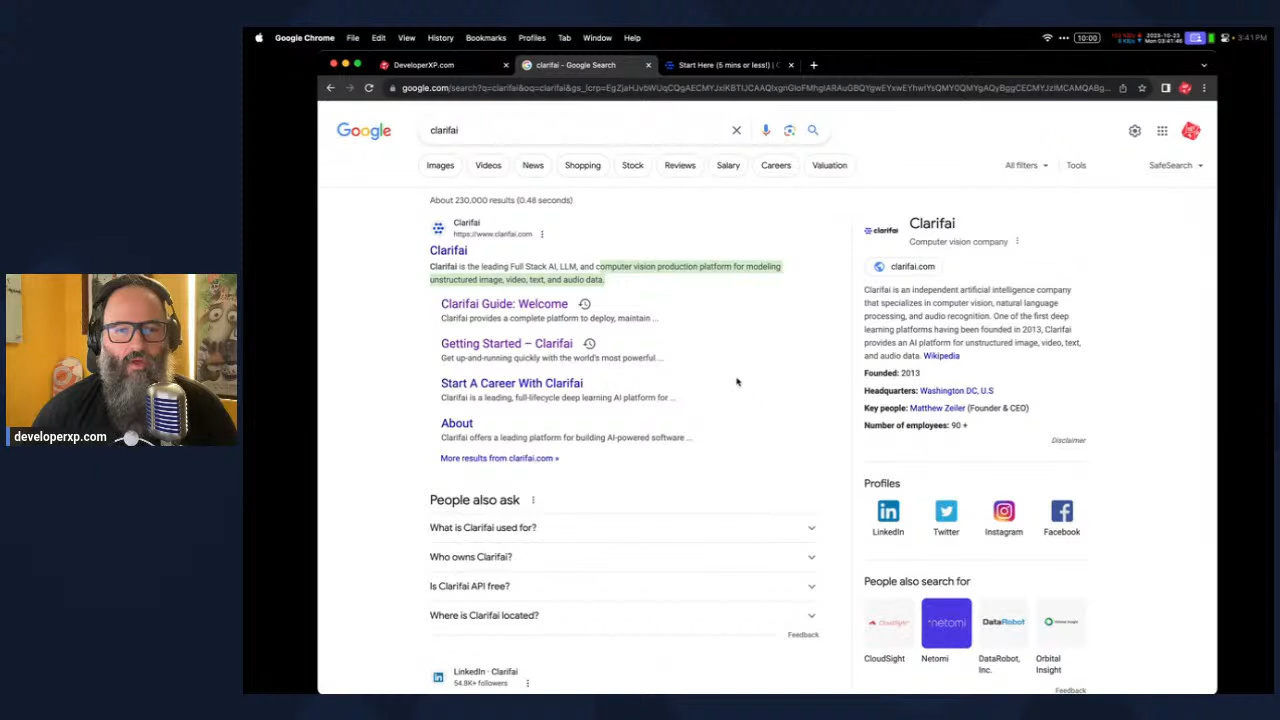 Google Chrome File Edit View History Bookmarks Profiles Tab Window Help
10:00
3:41PM
DeveloperXP.com
clarifai - Google Search
Start Here (5 mins or less!) | C
Google
clarifai
Images Videos News Shopping Stock Reviews Salary Careers Valuation
All filters Tools SafeSearch
About 230,000 results (0.48 seconds)
Clarifai
https://www.clarifai.com
Clarifai
Clarifai is the leading Full Stack AI, LLM, and computer vision production platform for modeling
unstructured image, video, text, and audio data.
Clarifai Guide: Welcome
Clarifai provides a complete platform to deploy, maintain ...
Getting Started – Clarifai
Get up-and-running quickly with the world's most powerful ...
Start A Career With Clarifai
Clarifai is a leading, full-lifecycle deep learning AI platform for ...
About
Clarifai offers a leading platform for building AI-powered software ...
More results from clarifai.com »
People also ask
What is Clarifai used for?
Who owns Clarifai?
Is Clarifai API free?
Where is Clarifai located?
Feedback
LinkedIn · Clarifai
54.8K+ followers
clarifai
Clarifai
Computer vision company
clarifai.com
Clarifai is an independent artificial intelligence company
that specializes in computer vision, natural language
processing, and audio recognition. One of the first deep
learning platforms having been founded in 2013, Clarifai
provides an AI platform for unstructured image, video, text,
and audio data. Wikipedia
Founded: 2013
Headquarters: Washington DC, U.S
Key people: Matthew Zeiler (Founder & CEO)
Number of employees: 90 +
Disclaimer
Profiles
LinkedIn Twitter Instagram Facebook
People also search for
CloudSight netomi DataRobot Orbital Insight
CloudSight Netomi DataRobot, Orbital
Inc. Insight
Feedback
developerxp.com